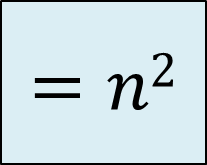 = n²